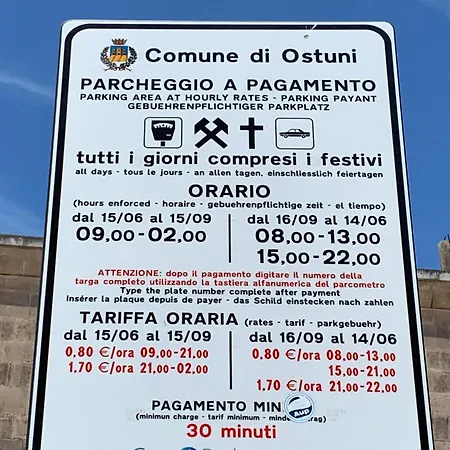 Comune di Ostuni
PARCHEGGIO A PAGAMENTO
PARKING AREA AT HOURLY RATES - PARKING PAYANT
GEBUEHRENPFLICHTIGER PARKPLATZ
tutti i giorni compresi i festivi
all days - tous le jours - an allen tagen, einschliesslich feiertagen
ORARIO
(hours enforced - horaire - gebuehrenpflichtige zeit - el tiempo)
dal 15/06 al 15/09 dal 16/09 al 14/06
09,00-02,00 08,00-13,00
15,00-22,00
ATTENZIONE: dopo il pagamento digitare il numero della
targa completo utilizzando la tastiera alfanumerica del parcometro
Type the plate number complete after payment
Insérer la plaque depuis de payer - das Schild einstecken nach zahlen
TARIFFA ORARIA (rates - tarif - parkgebuehr)
dal 15/06 al 15/09 dal 16/09 al 14/06
0.80 €/ora 09,00-21,00 0.80 €/ora 08,00-13,00
1.70 €/ora 21,00-02,00 15,00-21,00
1.70 €/ora 21,00-22,00
PAGAMENTO MIN
(minimun charge - tarif minimum -
30 minuti